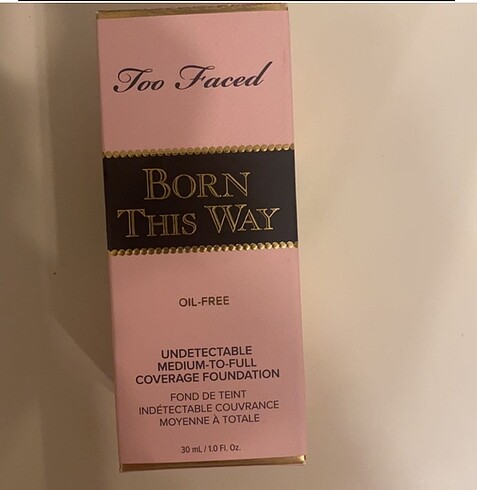 Too Faced
BORN
THIS WAY
OIL-FREE
UNDETECTABLE
MEDIUM-TO-FULL
COVERAGE FOUNDATION
FOND DE TEINT
INDÉTECTABLE COUVRANCE
MOYENNE À TOTALE
30 mL / 1.0 Fl. Oz.